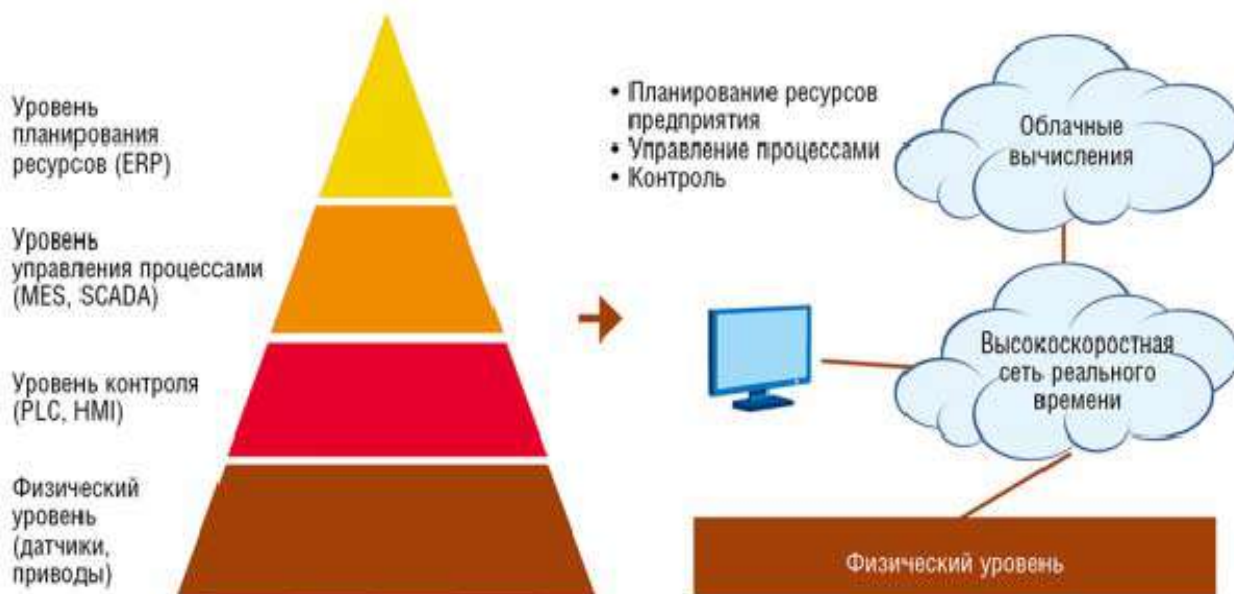 Уровень
планирования
ресурсов (ERP)
Уровень
управления процессами
(MES, SCADA)
Уровень контроля
(PLC, HMI)
Физический
уровень
(датчики,
приводы)
• Планирование ресурсов
предприятия
• Управление процессами
• Контроль
Облачные
вычисления
Высокоскоростная
сеть реального
времени
Физический уровень